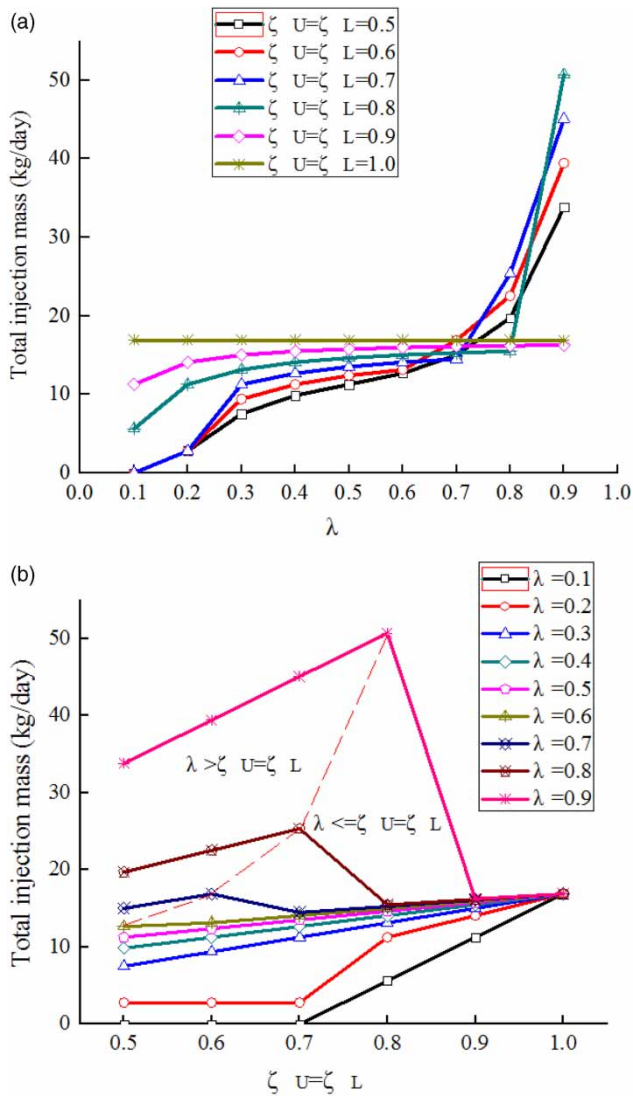 (a)
ζ U=ζ L=0.5
ζ U=ζ L=0.6
ζ U=ζ L=0.7
ζ U=ζ L=0.8
ζ U=ζ L=0.9
ζ U=ζ L=1.0
Total injection mass (kg/day)
50
40
30
20
10
0
0.0 0.1 0.2 0.3 0.4 0.5 0.6 0.7 0.8 0.9 1.0
λ
(b)
λ =0.1
λ =0.2
λ =0.3
λ =0.4
λ =0.5
λ =0.6
λ =0.7
λ =0.8
λ =0.9
Total injection mass (kg/day)
50
40
30
20
10
0
λ >ζ U=ζ L
λ <=ζ U=ζ L
0.5 0.6 0.7 0.8 0.9 1.0
ζ U=ζ L